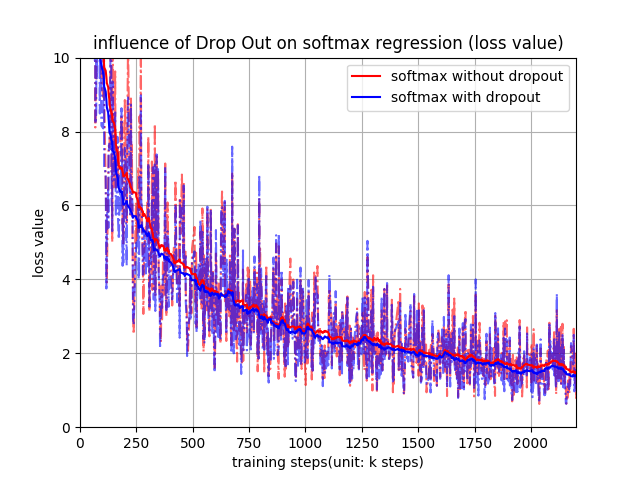 influence of Drop Out on softmax regression (loss value)
softmax without dropout
softmax with dropout
loss value
10
8
6
4
2
0
0 250 500 750 1000 1250 1500 1750 2000
training steps(unit: k steps)